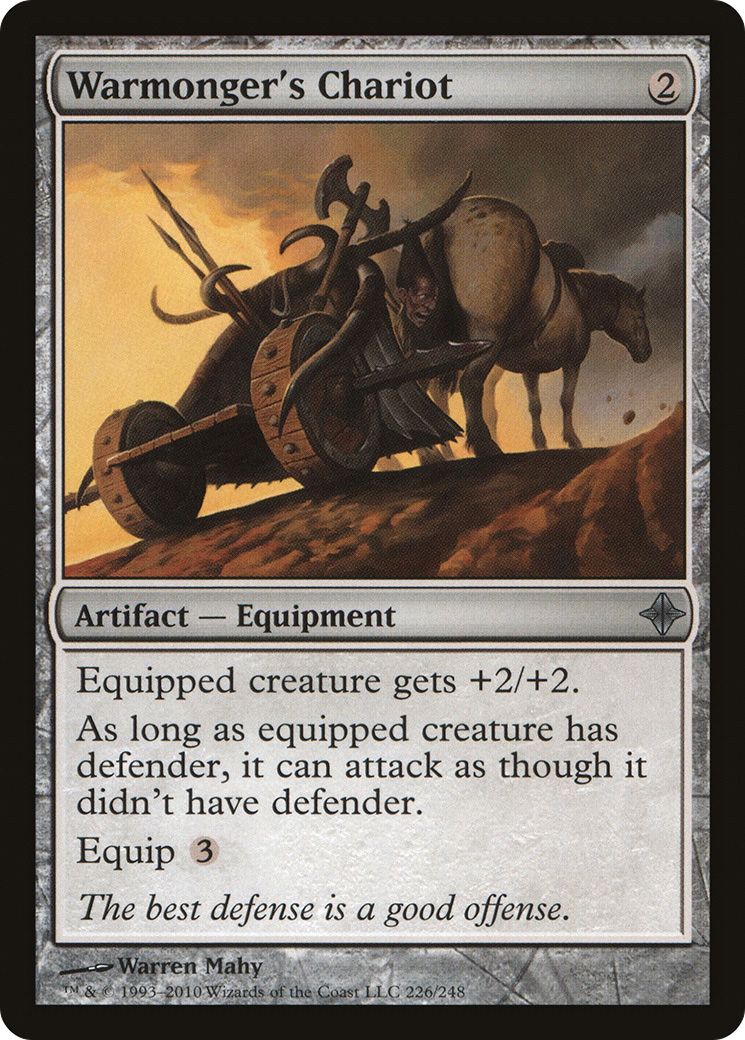 Warmonger's Chariot 2
Artifact — Equipment
Equipped creature gets +2/+2.
As long as equipped creature has
defender, it can attack as though it
didn't have defender.
Equip 3
The best defense is a good offense.
Warren Mahy
™ & © 1993–2010 Wizards of the Coast LLC 226/248